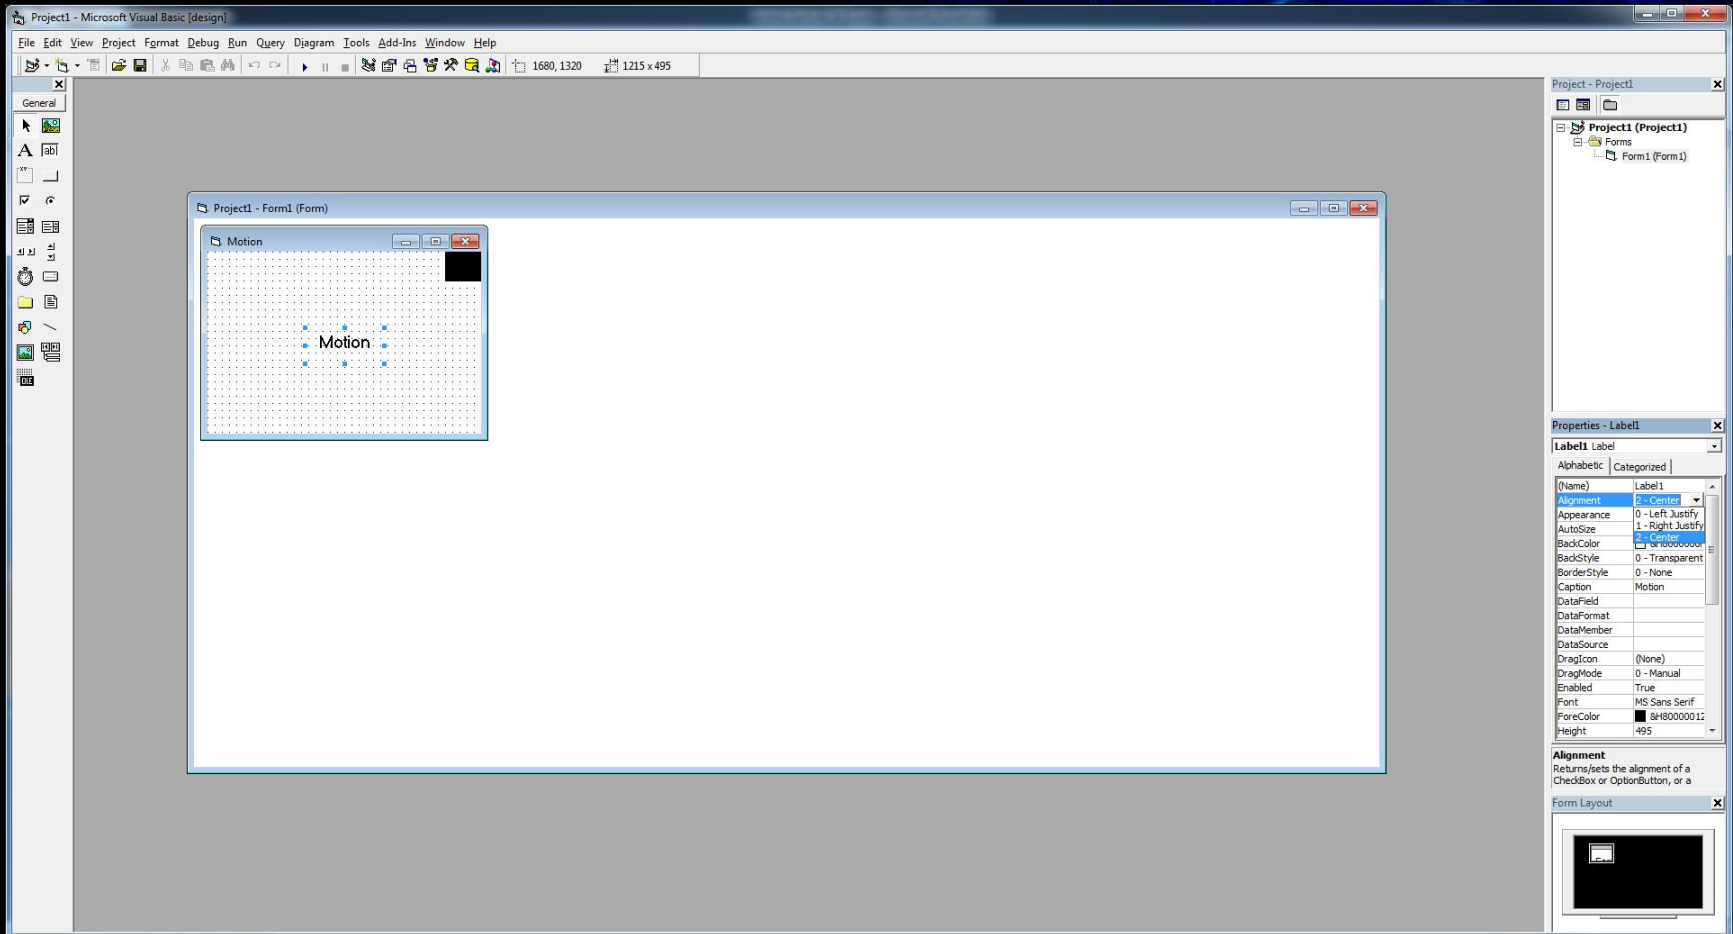 Project1 - Microsoft Visual Basic [design]
File Edit View Project Format Debug Run Query Diagram Tools Add-Ins Window Help
1680, 1320 1215 x 495
General
A ab|
OLE
Project1 - Form1 (Form)
Motion
Motion
Project - Project1
Project1 (Project1)
Forms
Form1 (Form1)
Properties - Label1
Label1 Label
Alphabetic Categorized
(Name) Label1
Alignment 2 - Center
0 - Left Justify
1 - Right Justify
2 - Center
Appearance
AutoSize
BackColor
BackStyle 0 - Transparent
BorderStyle 0 - None
Caption Motion
DataField
DataFormat
DataMember
DataSource
DragIcon (None)
DragMode 0 - Manual
Enabled True
Font MS Sans Serif
ForeColor &H80000012
Height 495
Alignment
Returns/sets the alignment of a
CheckBox or OptionButton, or a
Form Layout